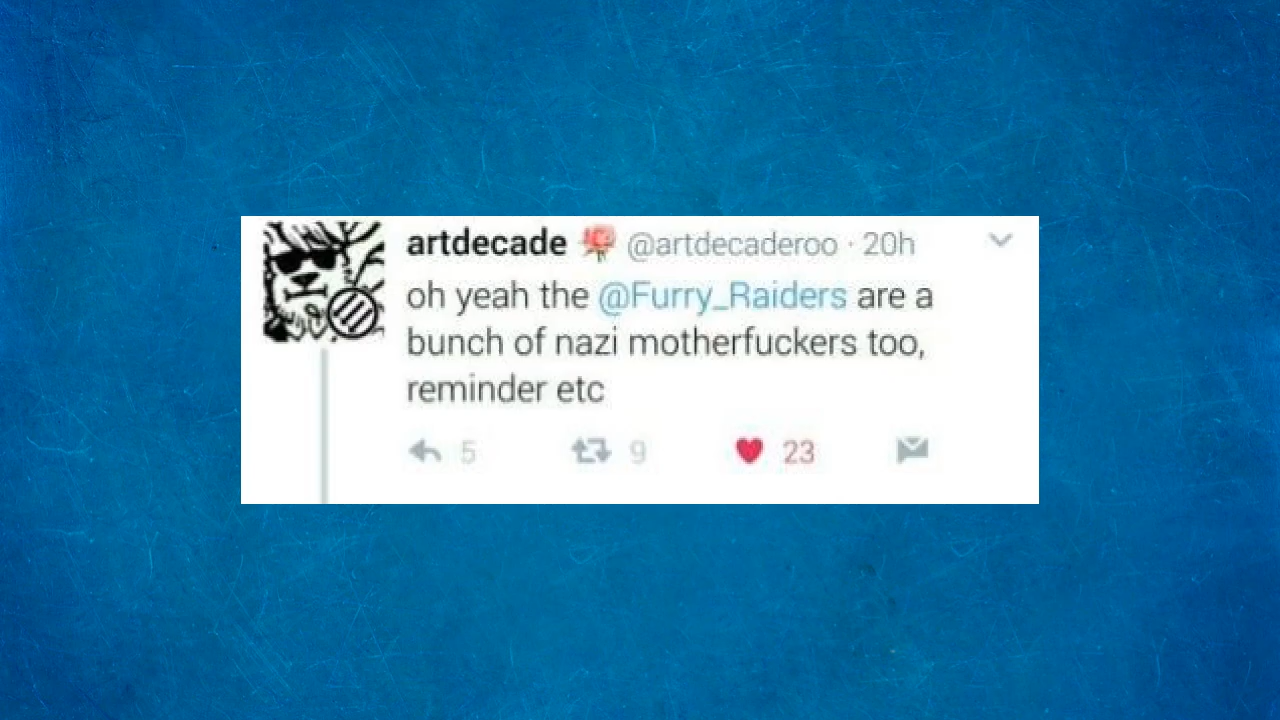 artdecade 🌹 @artdecaderoo · 20h
oh yeah the @Furry_Raiders are a
bunch of nazi motherfuckers too,
reminder etc
5 9 23